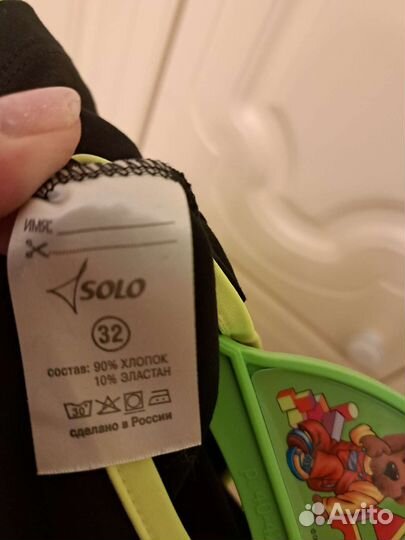 ИМЯ:
SOLO
32
состав: 90% ХЛОПОК
10% ЭЛАСТАН
30°
сделано в России
Avito